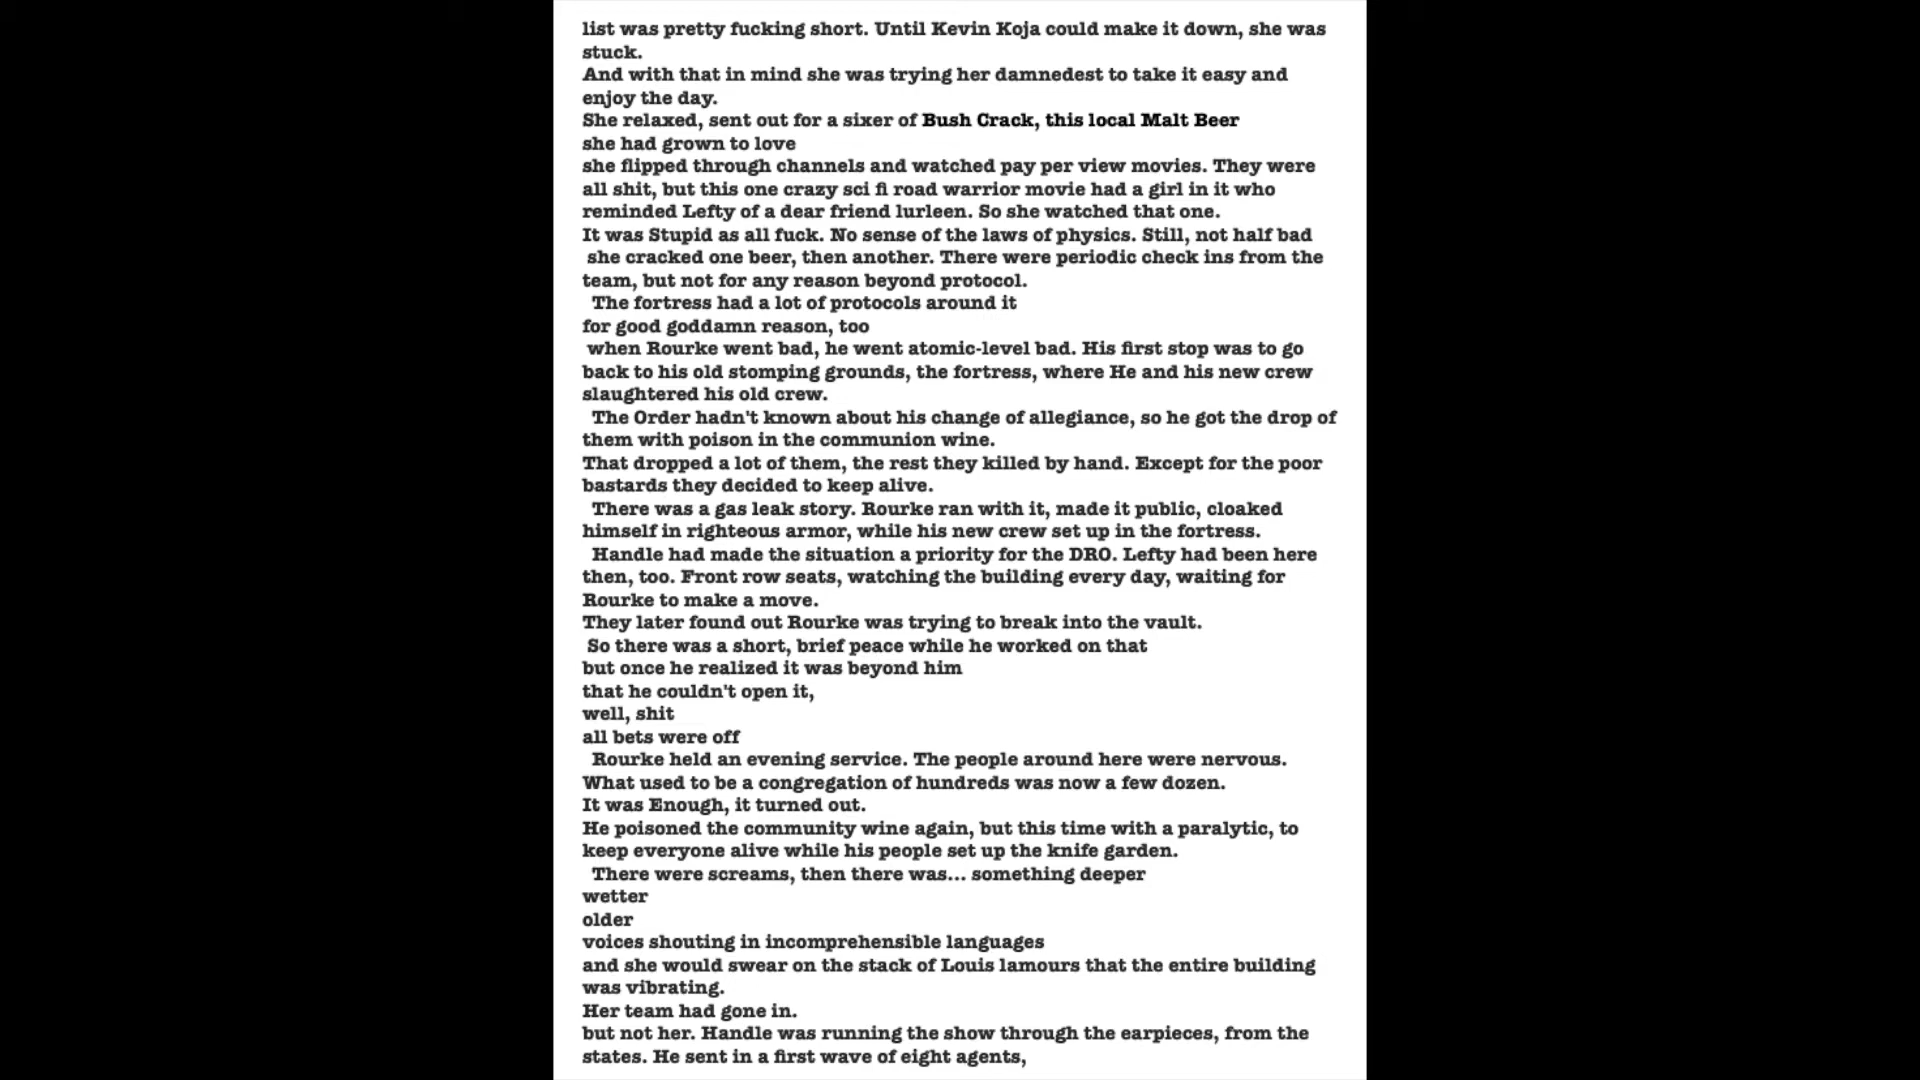 list was pretty fucking short. Until Kevin Koja could make it down, she was
stuck.
And with that in mind she was trying her damnedest to take it easy and
enjoy the day.
She relaxed, sent out for a sixer of Bush Crack, this local Malt Beer
she had grown to love
she flipped through channels and watched pay per view movies. They were
all shit, but this one crazy sci fi road warrior movie had a girl in it who
reminded Lefty of a dear friend lurleen. So she watched that one.
It was Stupid as all fuck. No sense of the laws of physics. Still, not half bad
she cracked one beer, then another. There were periodic check ins from the
team, but not for any reason beyond protocol.
The fortress had a lot of protocols around it
for good goddamn reason, too
when Rourke went bad, he went atomic-level bad. His first stop was to go
back to his old stomping grounds, the fortress, where He and his new crew
slaughtered his old crew.
The Order hadn't known about his change of allegiance, so he got the drop of
them with poison in the communion wine.
That dropped a lot of them, the rest they killed by hand. Except for the poor
bastards they decided to keep alive.
There was a gas leak story. Rourke ran with it, made it public, cloaked
himself in righteous armor, while his new crew set up in the fortress.
Handle had made the situation a priority for the DRO. Lefty had been here
then, too. Front row seats, watching the building every day, waiting for
Rourke to make a move.
They later found out Rourke was trying to break into the vault.
So there was a short, brief peace while he worked on that
but once he realized it was beyond him
that he couldn't open it,
well, shit
all bets were off
Rourke held an evening service. The people around here were nervous.
What used to be a congregation of hundreds was now a few dozen.
It was Enough, it turned out.
He poisoned the community wine again, but this time with a paralytic, to
keep everyone alive while his people set up the knife garden.
There were screams, then there was... something deeper
wetter
older
voices shouting in incomprehensible languages
and she would swear on the stack of Louis lamours that the entire building
was vibrating.
Her team had gone in.
but not her. Handle was running the show through the earpieces, from the
states. He sent in a first wave of eight agents,